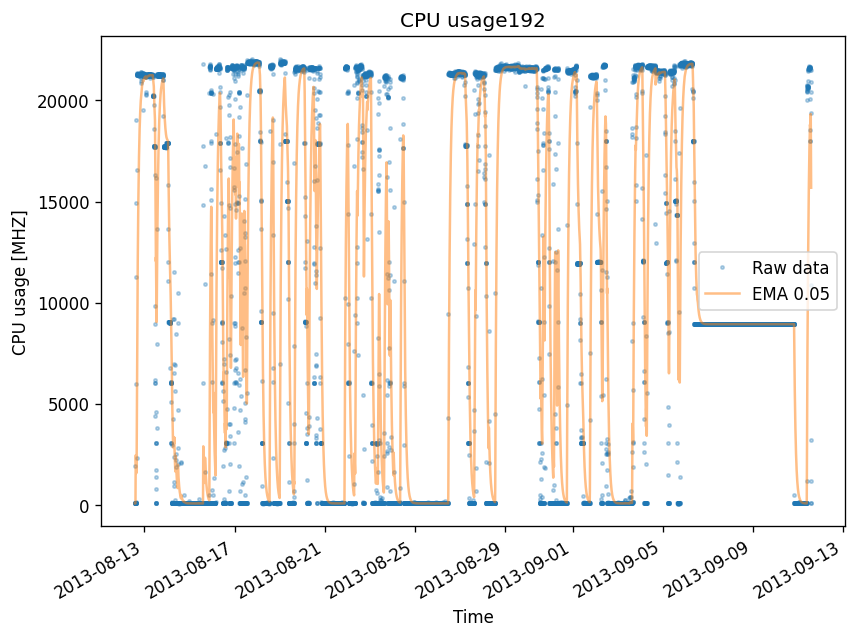 CPU usage192
CPU usage [MHZ]
20000
15000
10000
5000
0
Raw data
EMA 0.05
2013-08-13
2013-08-17
2013-08-21
2013-08-25
2013-08-29
2013-09-01
2013-09-05
2013-09-09
2013-09-13
Time